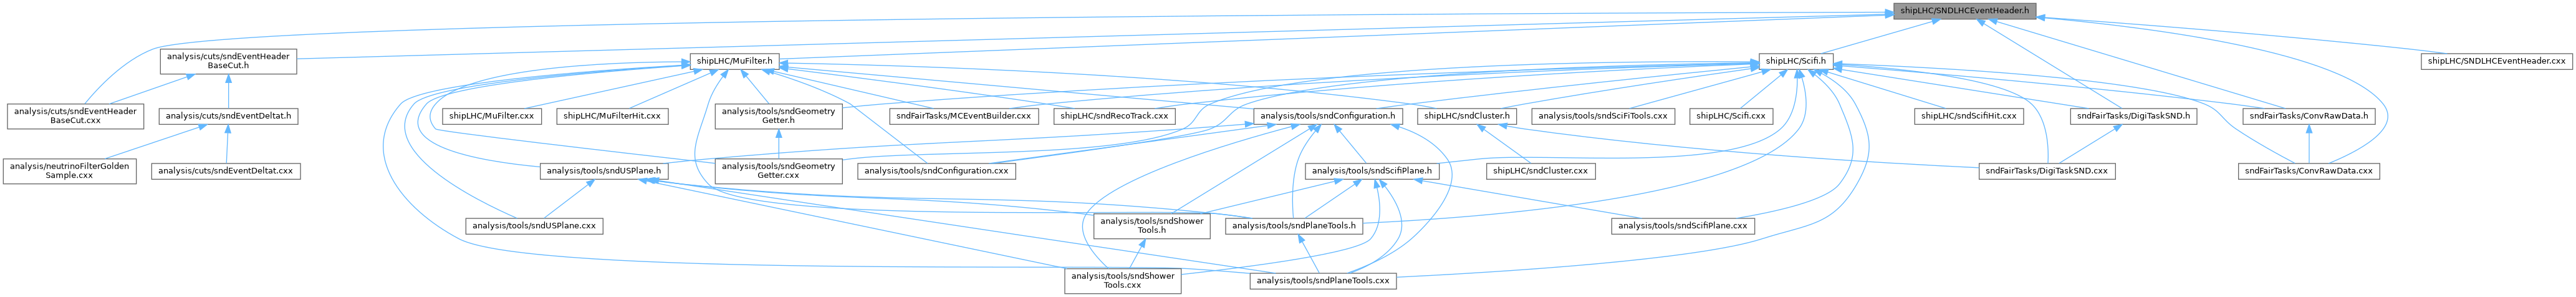 shipLHC/SNDLHCEventHeader.h
analysis/cuts/sndEventHeader
BaseCut.h
shipLHC/MuFilter.h
shipLHC/Scifi.h
shipLHC/SNDLHCEventHeader.cxx
analysis/cuts/sndEventHeader
BaseCut.cxx
analysis/cuts/sndEventDeltat.h
shipLHC/MuFilter.cxx
shipLHC/MuFilterHit.cxx
analysis/tools/sndGeometry
Getter.h
sndFairTasks/MCEventBuilder.cxx
shipLHC/sndRecoTrack.cxx
analysis/tools/sndConfiguration.h
shipLHC/sndCluster.h
analysis/tools/sndSciFiTools.cxx
shipLHC/Scifi.cxx
shipLHC/sndScifiHit.cxx
sndFairTasks/DigiTaskSND.h
sndFairTasks/ConvRawData.h
analysis/neutrinoFilterGolden
Sample.cxx
analysis/cuts/sndEventDeltat.cxx
analysis/tools/sndUSPlane.h
analysis/tools/sndGeometry
Getter.cxx
analysis/tools/sndConfiguration.cxx
analysis/tools/sndScifiPlane.h
shipLHC/sndCluster.cxx
sndFairTasks/DigiTaskSND.cxx
sndFairTasks/ConvRawData.cxx
analysis/tools/sndUSPlane.cxx
analysis/tools/sndShower
Tools.h
analysis/tools/sndPlaneTools.h
analysis/tools/sndScifiPlane.cxx
analysis/tools/sndShower
Tools.cxx
analysis/tools/sndPlaneTools.cxx